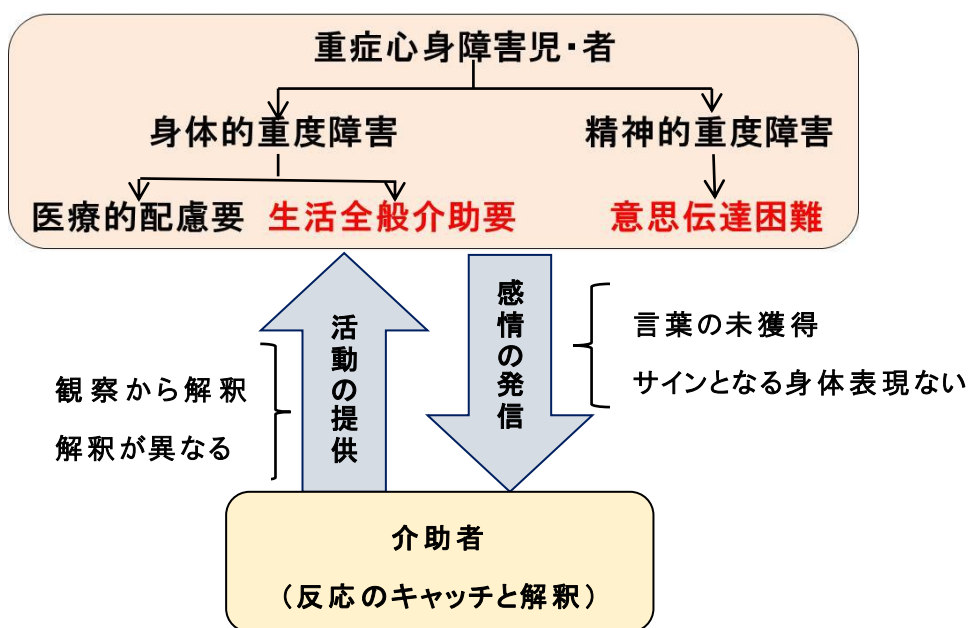 重症心身障害児・者
身体的重度障害
精神的重度障害
医療的配慮要
生活全般介助要
意思伝達困難
活動の提供
感情の発信
言葉の未獲得
サインとなる身体表現ない
観察から解釈
解釈が異なる
介助者
（反応のキャッチと解釈）